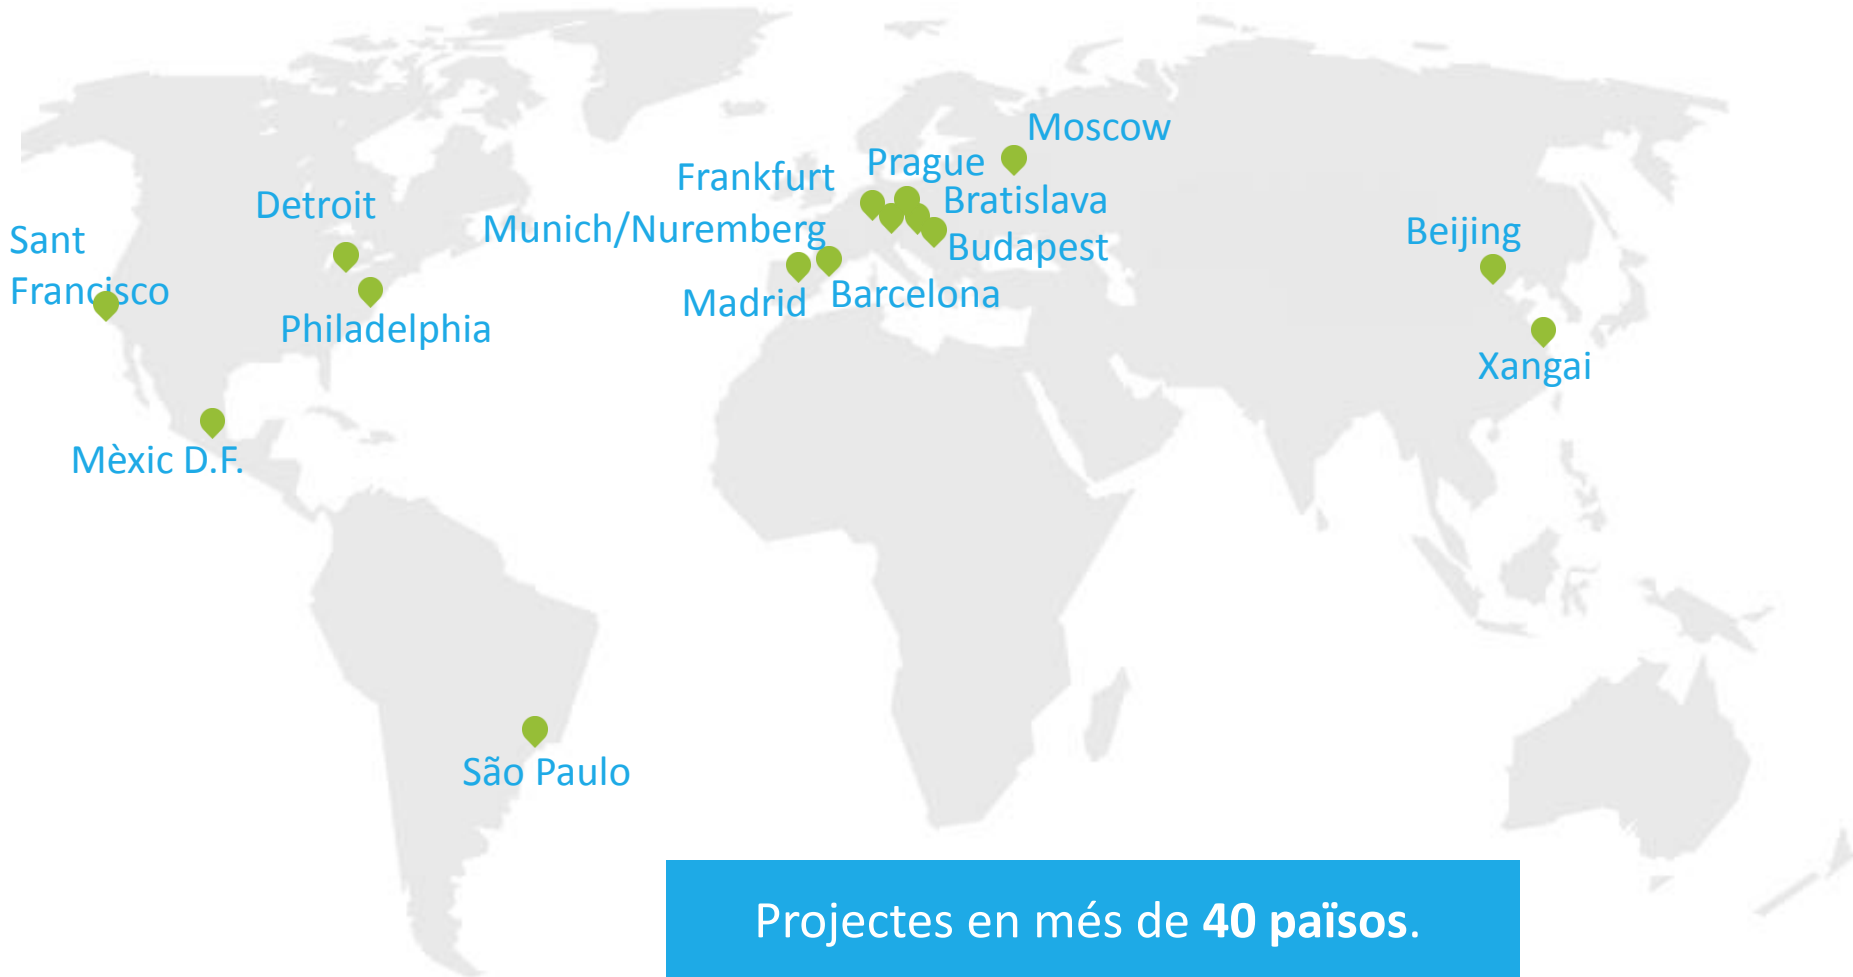 Moscow
Prague
Frankfurt
Detroit
Bratislava
Munich/Nuremberg
Sant
Francisco
Budapest
Beijing
Madrid
Barcelona
Philadelphia
Xangai
Mèxic D.F.
São Paulo
Projectes en més de 40 països.